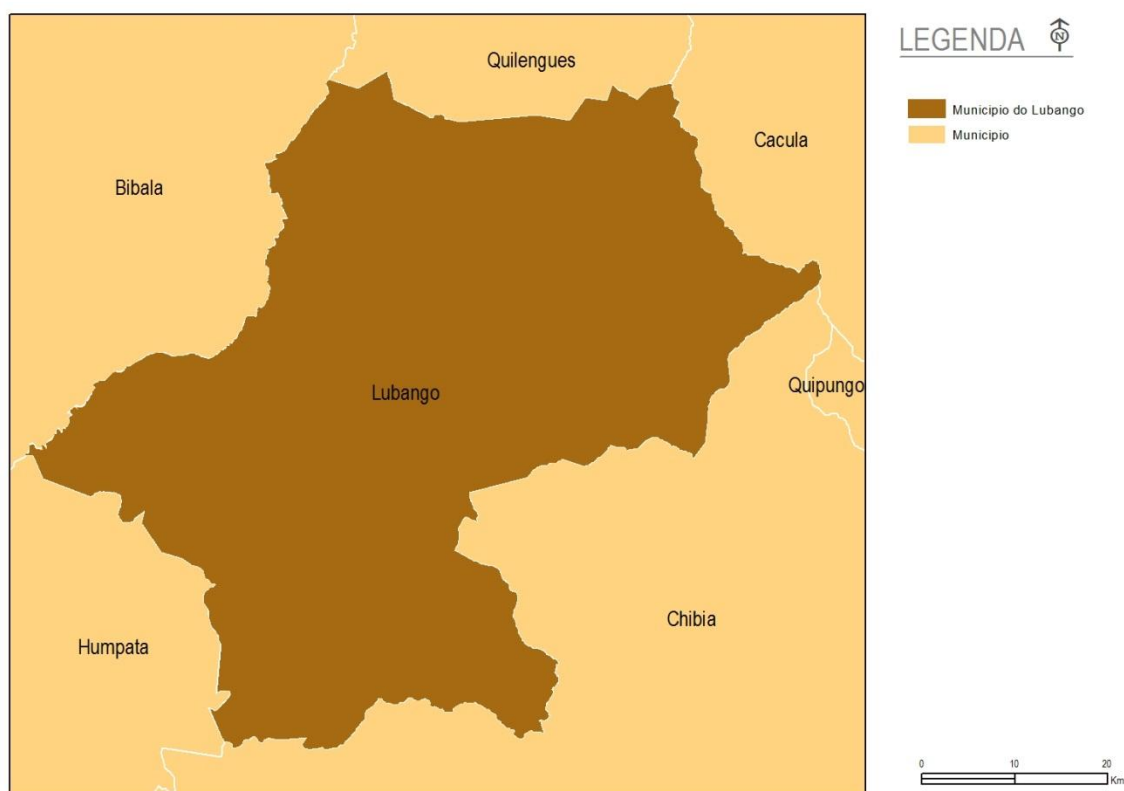 LEGENDA
N
Municipio do Lubango
Municipio
Quilengues
Cacula
Bibala
Lubango
Quipungo
Chibia
Humpata
0 10 20
Km